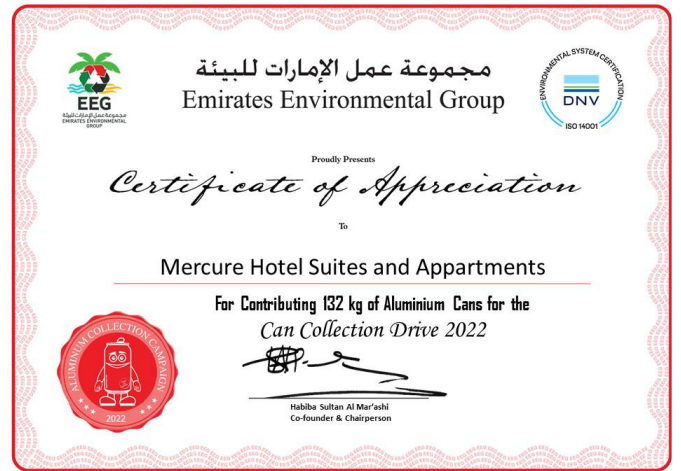 مجموعة عمل الإمارات للبيئة
Emirates Environmental Group
EEG
مجموعة عمل الإمارات للبيئة
EMIRATES ENVIRONMENTAL
GROUP
ENVIRONMENTAL SYSTEM CERTIFICATION
DNV
ISO 14001
Proudly Presents
Certificate of Appreciation
To
Mercure Hotel Suites and Appartments
For Contributing 132 kg of Aluminium Cans for the
Can Collection Drive 2022
ALUMINUM COLLECTION CAMPAIGN
2022
Habiba Sultan Al Mar'ashi
Co-founder & Chairperson